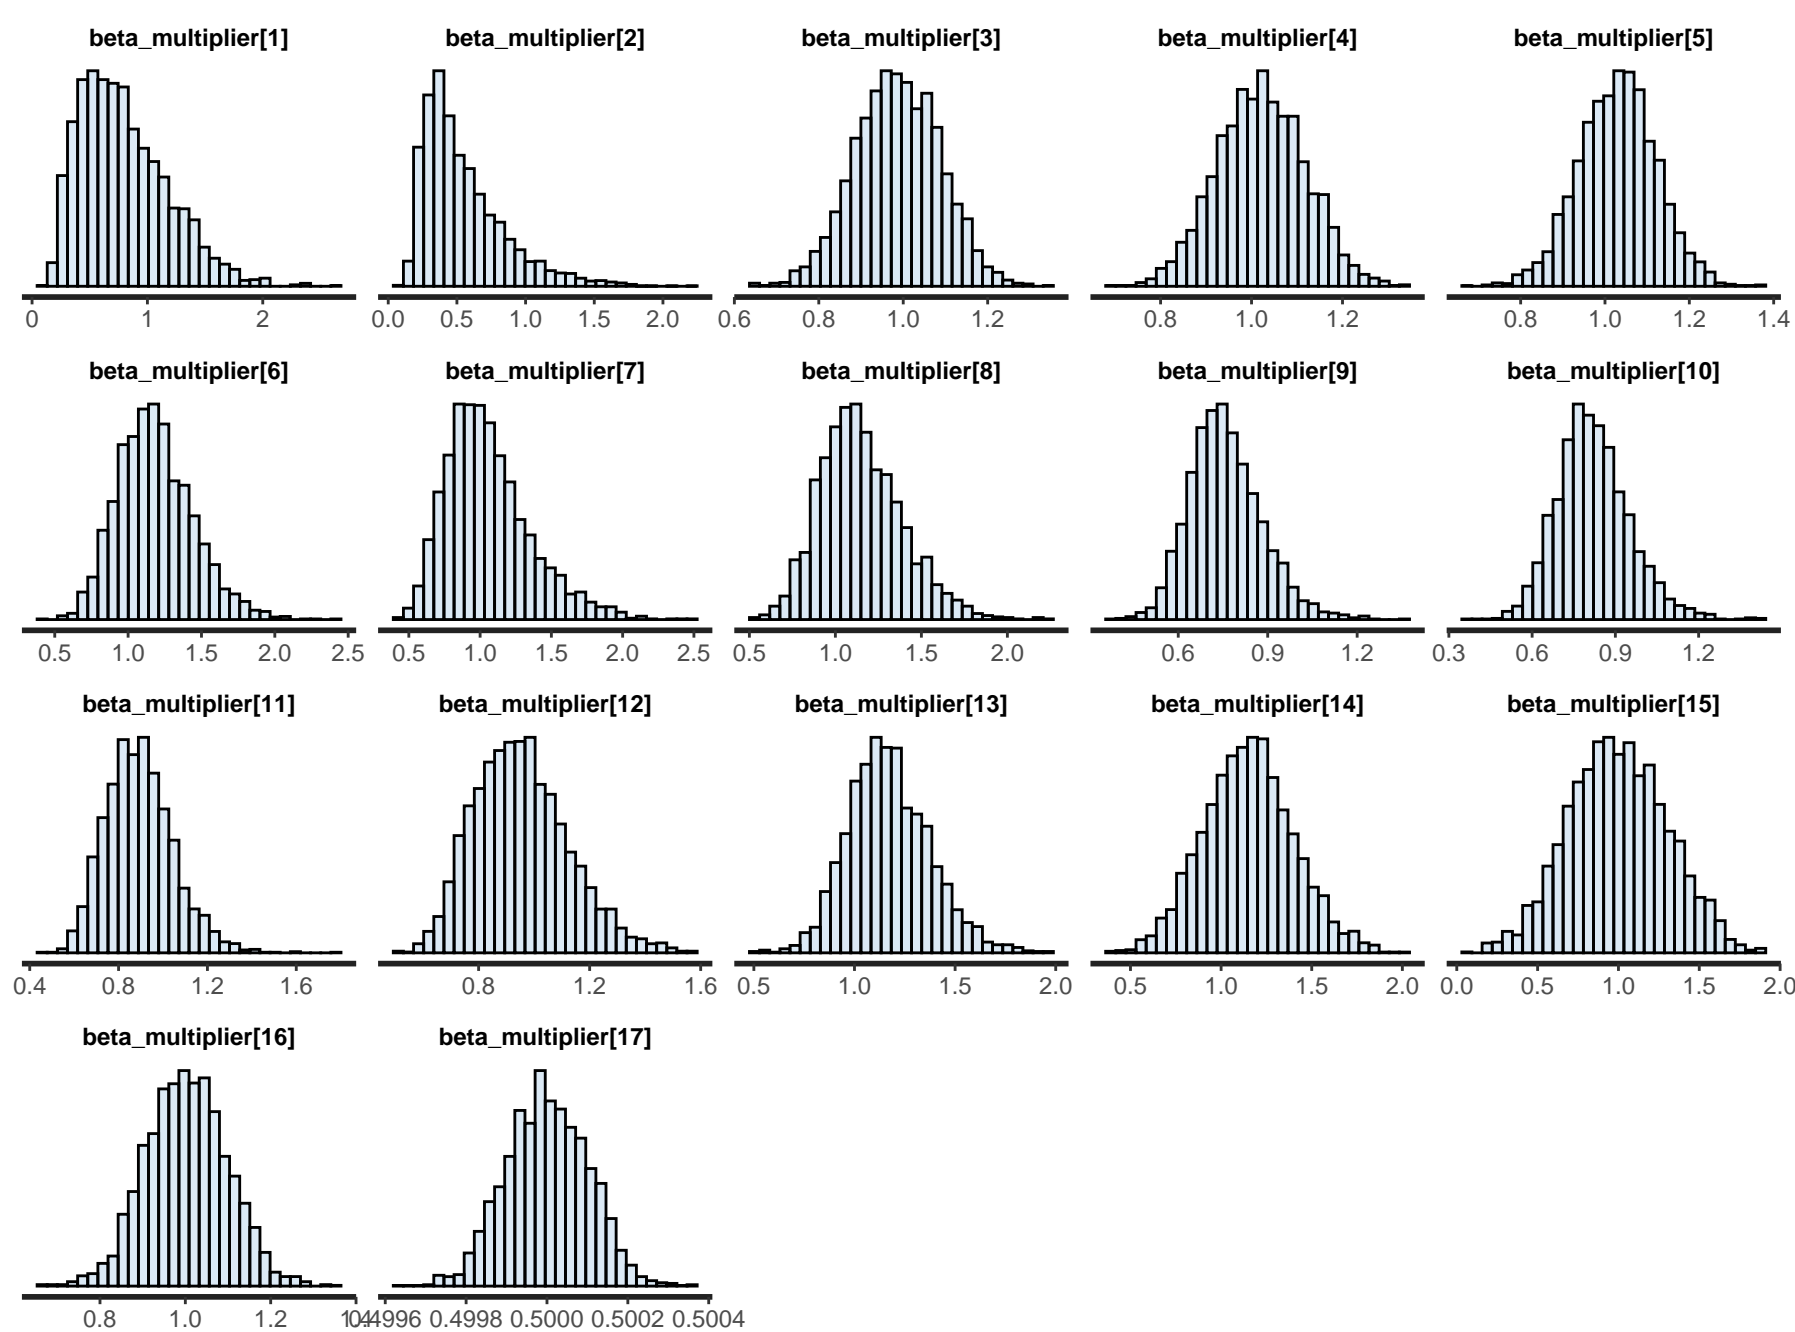 beta_multiplier[1] beta_multiplier[2] beta_multiplier[3] beta_multiplier[4] beta_multiplier[5]
0 1 2 0.0 0.5 1.0 1.5 2.0 0.6 0.8 1.0 1.2 0.8 1.0 1.2 0.8 1.0 1.2 1.4
beta_multiplier[6] beta_multiplier[7] beta_multiplier[8] beta_multiplier[9] beta_multiplier[10]
0.5 1.0 1.5 2.0 2.5 0.5 1.0 1.5 2.0 2.5 0.5 1.0 1.5 2.0 0.6 0.9 1.2 0.3 0.6 0.9 1.2
beta_multiplier[11] beta_multiplier[12] beta_multiplier[13] beta_multiplier[14] beta_multiplier[15]
0.4 0.8 1.2 1.6 0.8 1.2 1.6 0.5 1.0 1.5 2.0 0.5 1.0 1.5 2.0 0.0 0.5 1.0 1.5 2.0
beta_multiplier[16] beta_multiplier[17]
0.8 1.0 1.2 1.4 0.4996 0.4998 0.5000 0.5002 0.5004